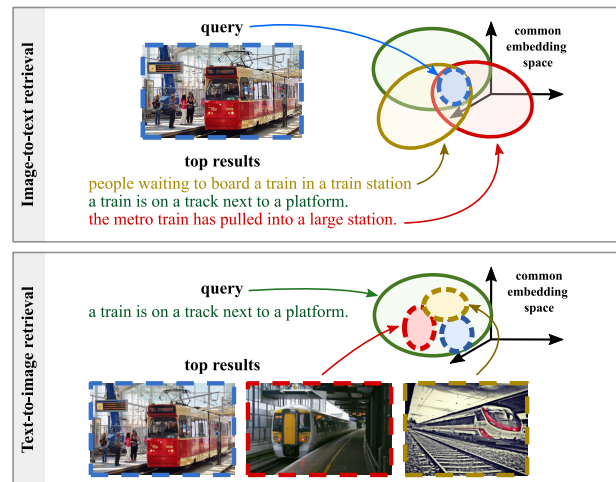 Image-to-text retrieval
query
common
embedding
space
top results
people waiting to board a train in a train station
a train is on a track next to a platform.
the metro train has pulled into a large station.
Text-to-image retrieval
query
common
embedding
space
a train is on a track next to a platform.
top results